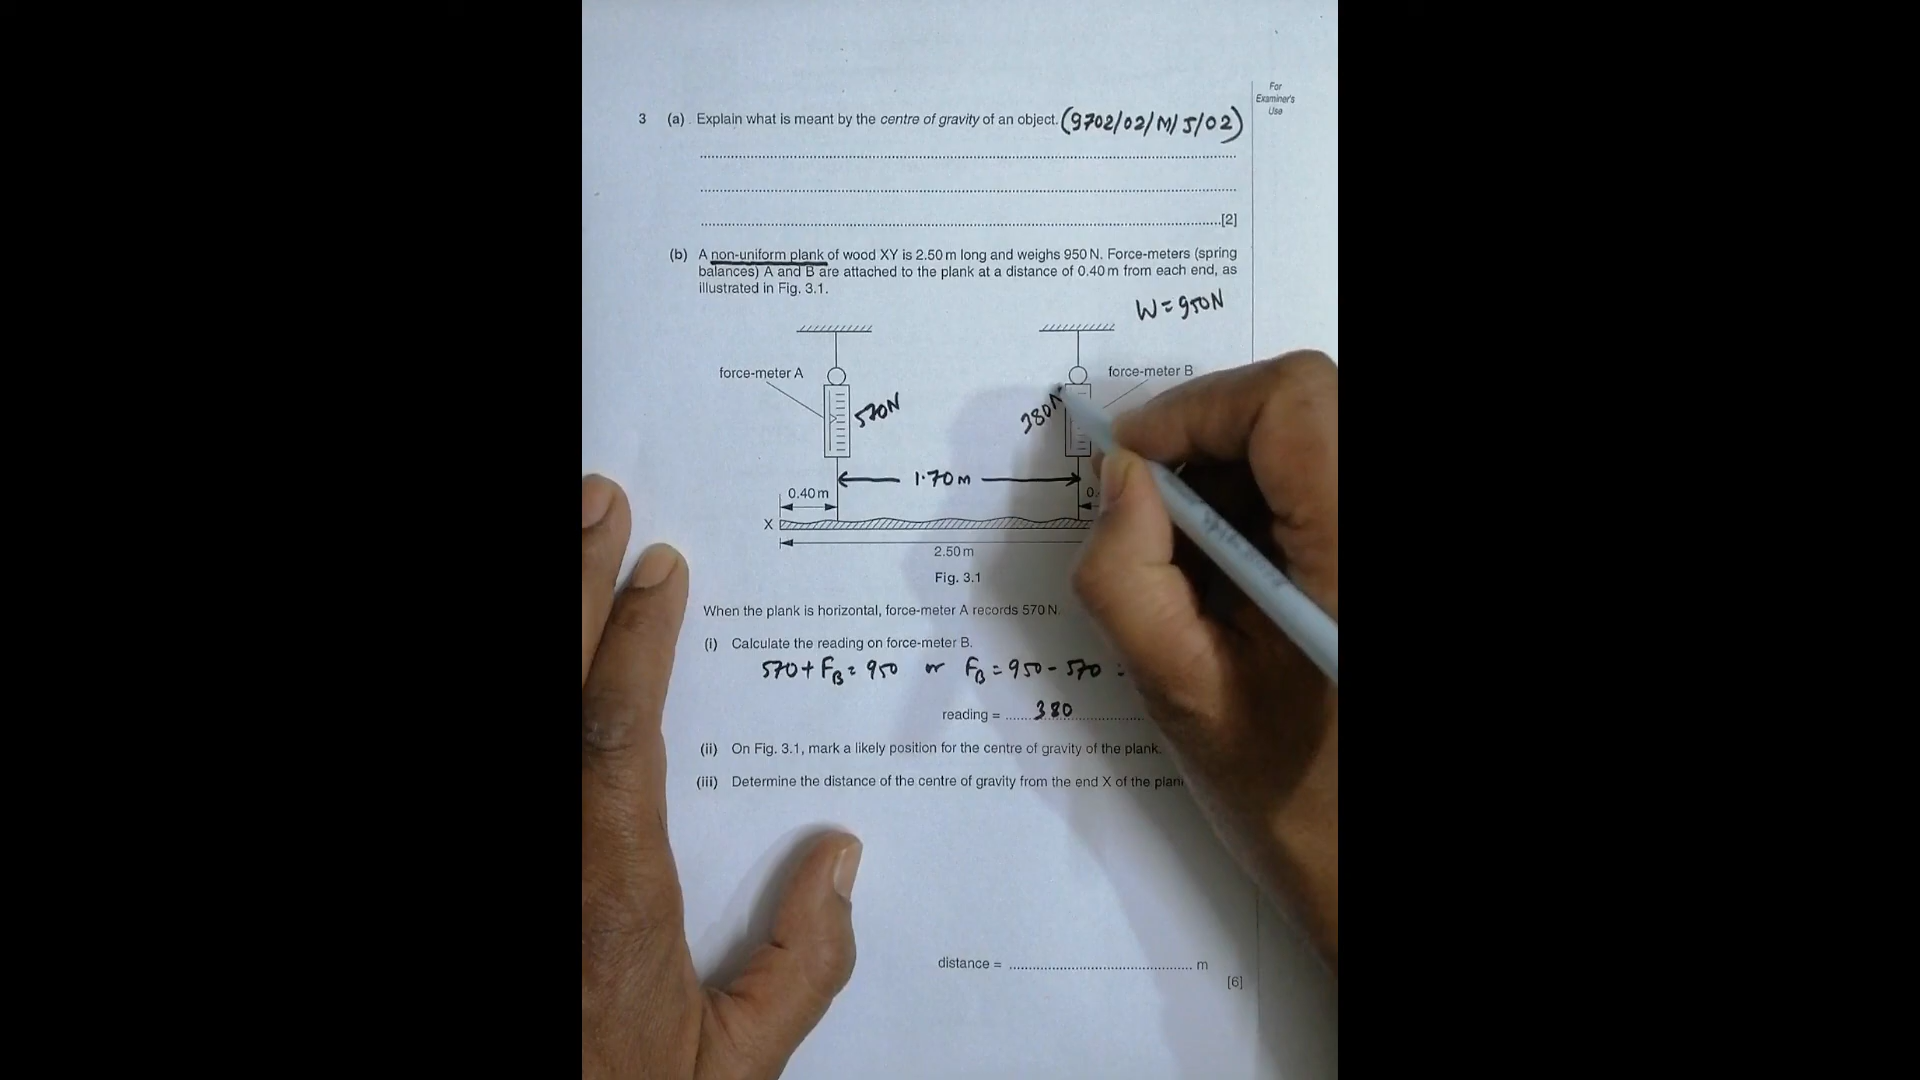 For
Examiner's
Use
3 (a) Explain what is meant by the centre of gravity of an object. (9702/02/M/J/02)
[2]
(b) A non-uniform plank of wood XY is 2.50 m long and weighs 950 N. Force-meters (spring
balances) A and B are attached to the plank at a distance of 0.40 m from each end, as
illustrated in Fig. 3.1.
W = 950N
force-meter A
force-meter B
570N
380N
1.70m
0.40 m
0.
X
2.50 m
Fig. 3.1
When the plank is horizontal, force-meter A records 570 N
(i) Calculate the reading on force-meter B.
570 + FB = 950 or FB = 950 - 570 =
reading = ...... 380 ......
(ii) On Fig. 3.1, mark a likely position for the centre of gravity of the plank.
(iii) Determine the distance of the centre of gravity from the end X of the plan
distance = .............................................. m
[6]